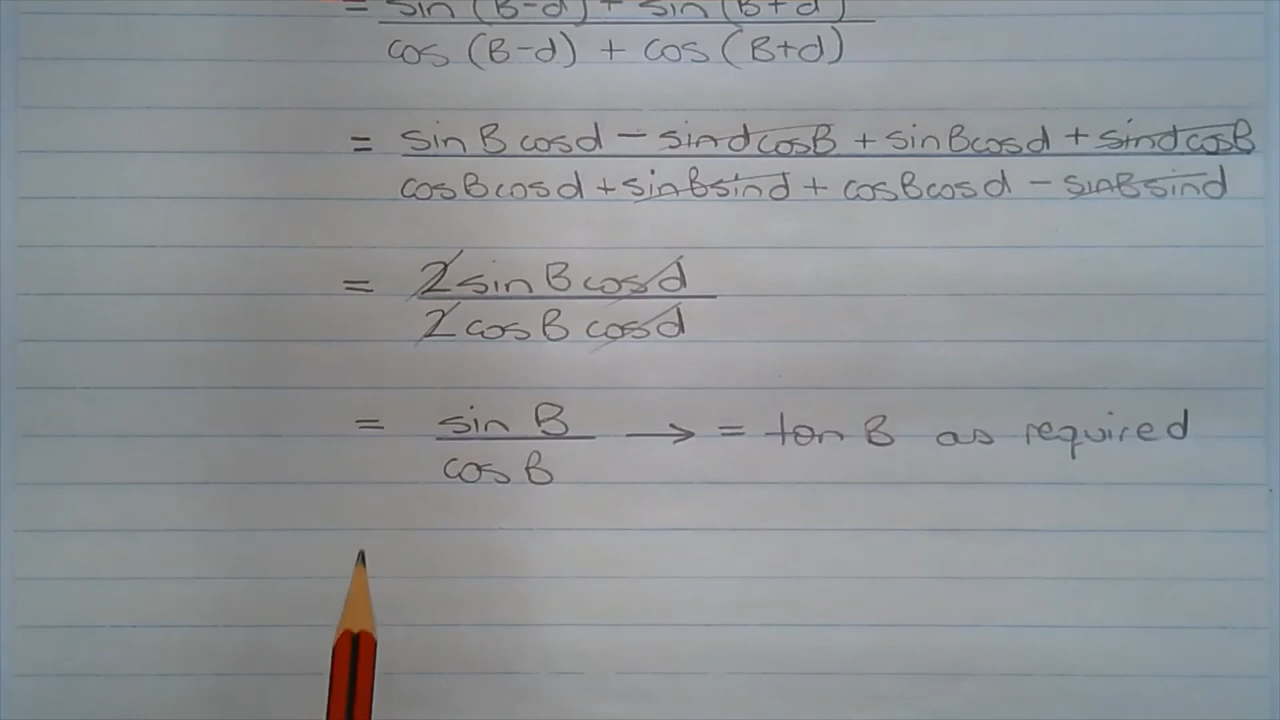 = sin (B-d) + sin (B+d)
cos (B-d) + cos (B+d)
= sin B cos d - sin d cos B + sin B cos d + sin d cos B
cos B cos d + sin B sin d + cos B cos d - sin B sin d
= 2 sin B cos d
2 cos B cos d
= sin B → = tan B as required
cos B